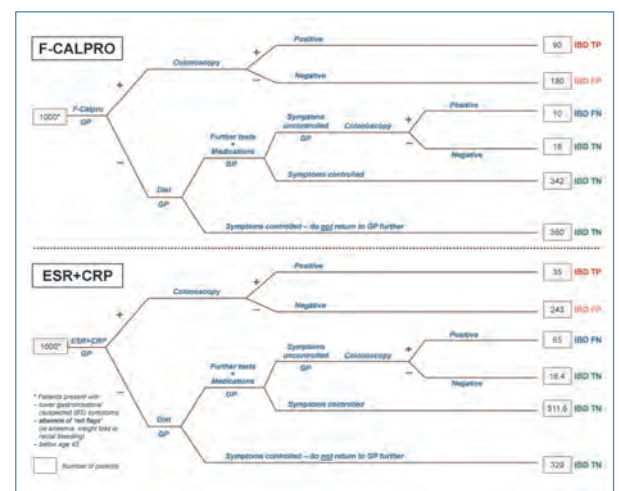 F-CALPRO
Positive
90 IBD TP
Colonoscopy
Negative
180 IBD FP
1000*
F-Calpro
GP
Positive
10 IBD FN
Symptoms
uncontrolled
GP
Colonoscopy
Further tests
+
Medications
GP
Negative
18 IBD TN
Symptoms controlled
342 IBD TN
Diet
GP
Symptoms controlled – do not return to GP further
360 IBD TN
ESR+CRP
Positive
35 IBD TP
Colonoscopy
Negative
243 IBD FP
1000*
ESR+CRP
GP
Positive
65 IBD FN
Symptoms
uncontrolled
GP
Colonoscopy
Further tests
+
Medications
GP
Negative
16.4 IBD TN
Symptoms controlled
311.6 IBD TN
Diet
GP
Symptoms controlled – do not return to GP further
329 IBD TN
* Patients present with
– lower gastrointestinal
(suspected IBS) symptoms
– absence of "red flags"
(ie anaemia, weight loss or
rectal bleeding)
– below age 45
Number of patients